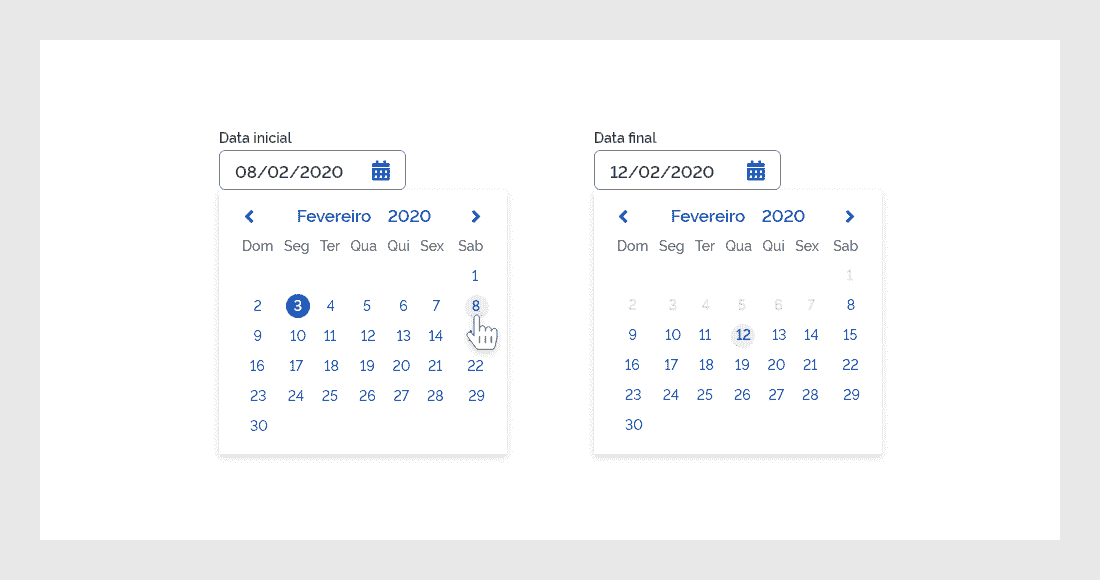 Data inicial
08/02/2020
Fevereiro 2020
Dom Seg Ter Qua Qui Sex Sab
1
2 3 4 5 6 7 8
9 10 11 12 13 14
16 17 18 19 20 21 22
23 24 25 26 27 28 29
30
Data final
12/02/2020
Fevereiro 2020
Dom Seg Ter Qua Qui Sex Sab
1
2 3 4 5 6 7 8
9 10 11 12 13 14 15
16 17 18 19 20 21 22
23 24 25 26 27 28 29
30